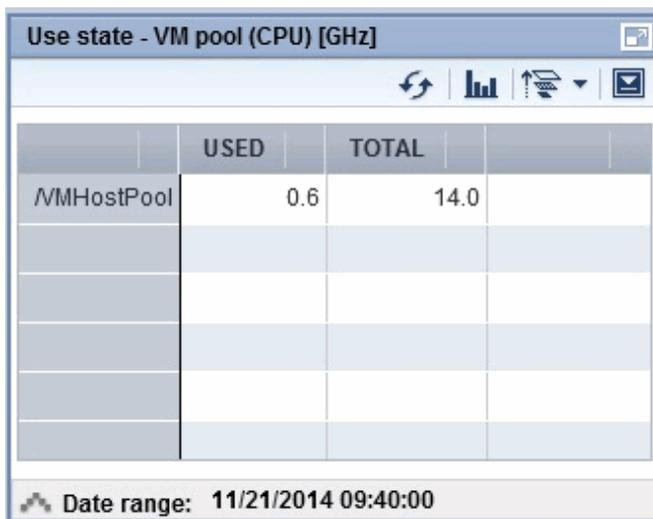 Use state - VM pool (CPU) [GHz]
USED TOTAL
/VMHostPool 0.6 14.0
Date range: 11/21/2014 09:40:00